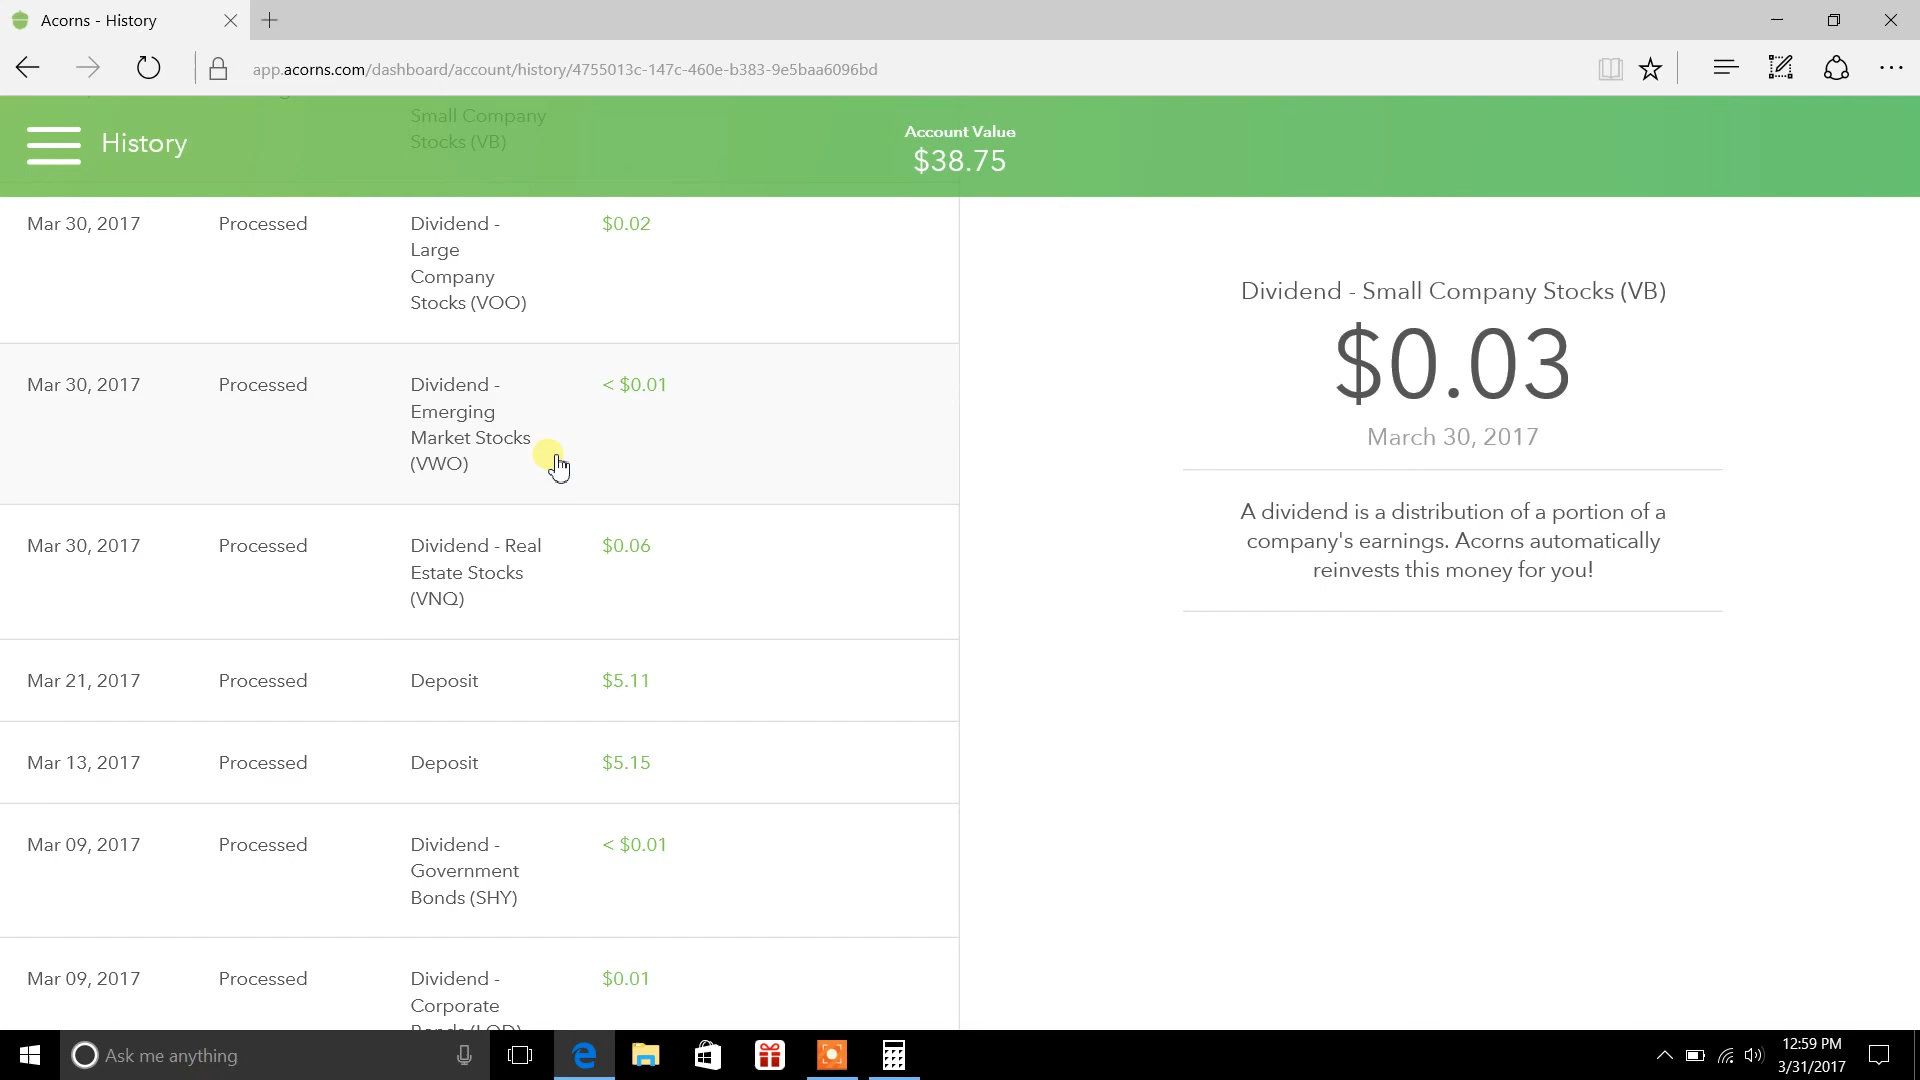 Acorns - History
app.acorns.com/dashboard/account/history/4755013c-147c-460e-b383-9e5baa6096bd
Small Company
Stocks (VB)
History
Account Value
$38.75
Mar 30, 2017 Processed Dividend - $0.02
Large
Company
Stocks (VOO)
Mar 30, 2017 Processed Dividend - < $0.01
Emerging
Market Stocks
(VWO)
Mar 30, 2017 Processed Dividend - Real $0.06
Estate Stocks
(VNQ)
Mar 21, 2017 Processed Deposit $5.11
Mar 13, 2017 Processed Deposit $5.15
Mar 09, 2017 Processed Dividend - < $0.01
Government
Bonds (SHY)
Mar 09, 2017 Processed Dividend - $0.01
Corporate
Bonds (LQD)
Dividend - Small Company Stocks (VB)
$0.03
March 30, 2017
A dividend is a distribution of a portion of a
company's earnings. Acorns automatically
reinvests this money for you!
Ask me anything
12:59 PM
3/31/2017